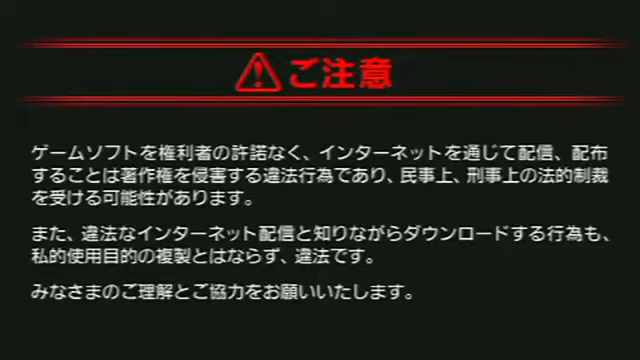 ご注意
ゲームソフトを権利者の許諾なく、インターネットを通じて配信、配布
することは著作権を侵害する違法行為であり、民事上、刑事上の法的制裁
を受ける可能性があります。
また、違法なインターネット配信と知りながらダウンロードする行為も、
私的使用目的の複製とはならず、違法です。
みなさまのご理解とご協力をお願いいたします。